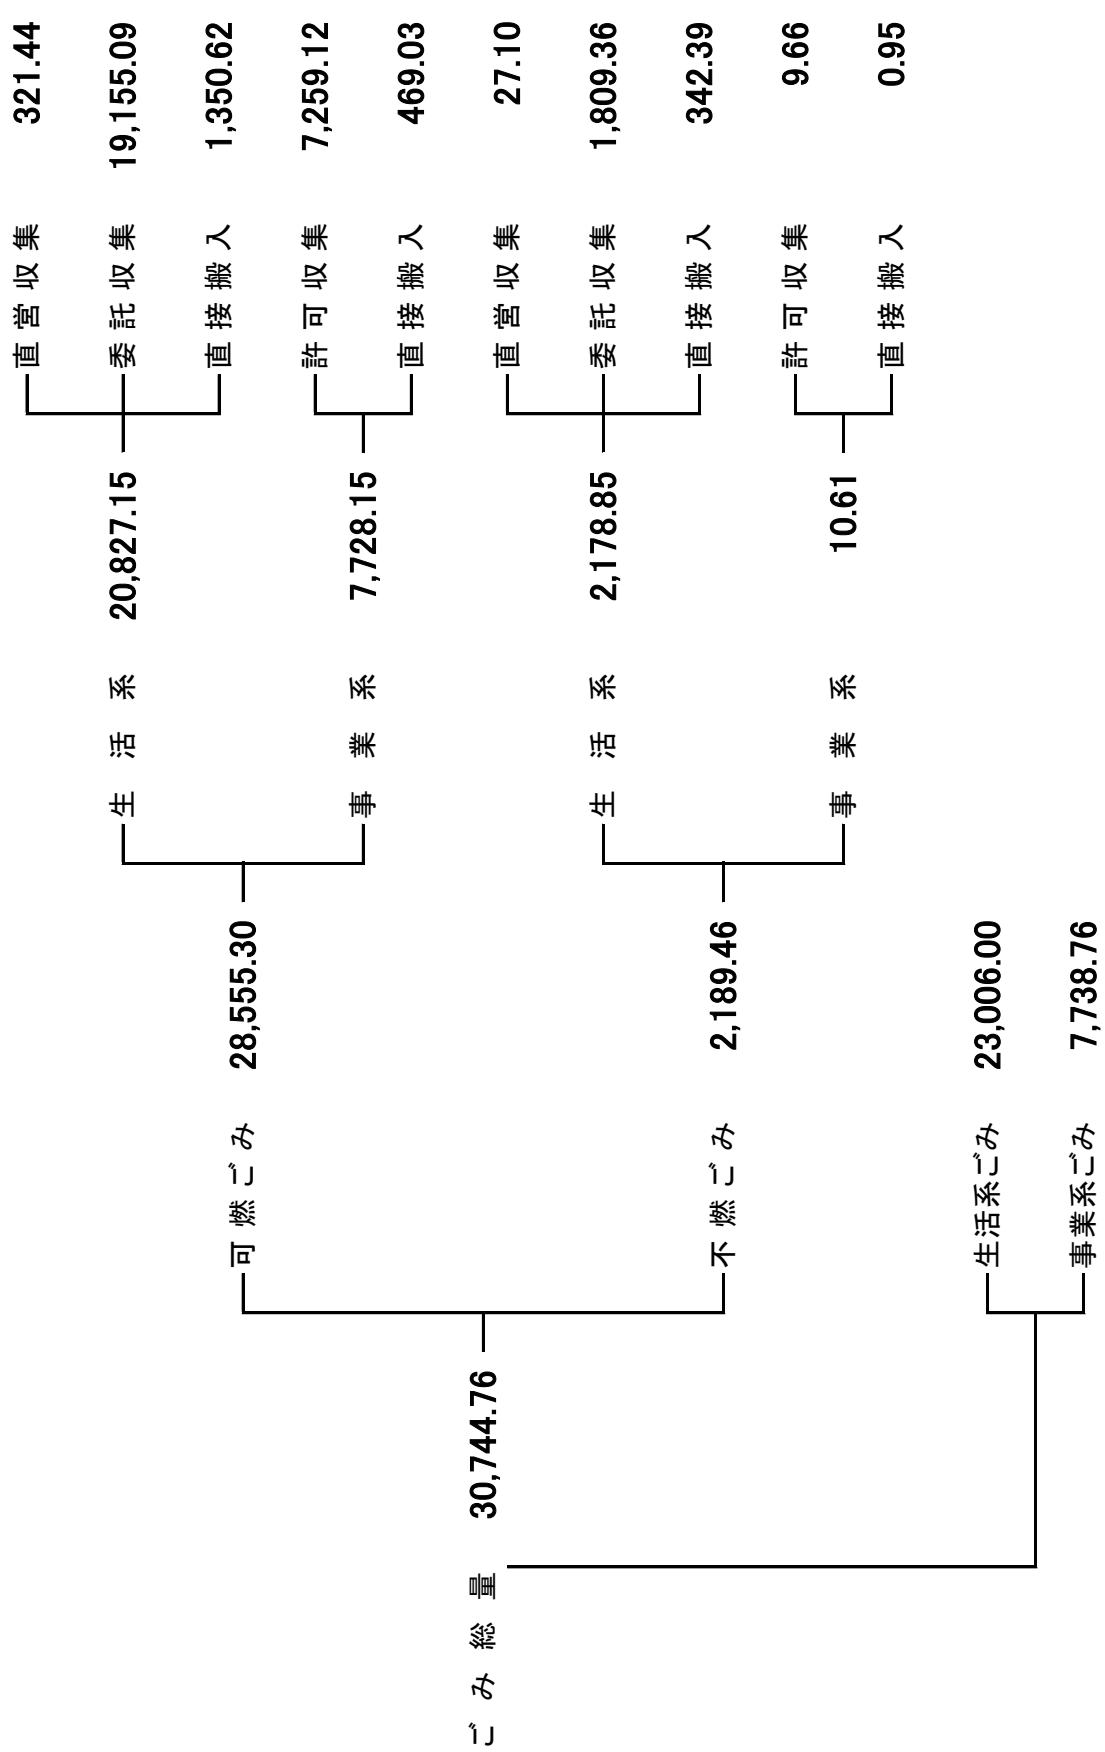 直営収集 321.44
生活系 20,827.15 委託収集 19,155.09
直接搬入 1,350.62
可燃ごみ 28,555.30
許可収集 7,259.12
事業系 7,728.15
直接搬入 469.03
ごみ総量 30,744.76
直営収集 27.10
生活系 2,178.85 委託収集 1,809.36
直接搬入 342.39
不燃ごみ 2,189.46
許可収集 9.66
事業系 10.61
直接搬入 0.95
生活系ごみ 23,006.00
事業系ごみ 7,738.76